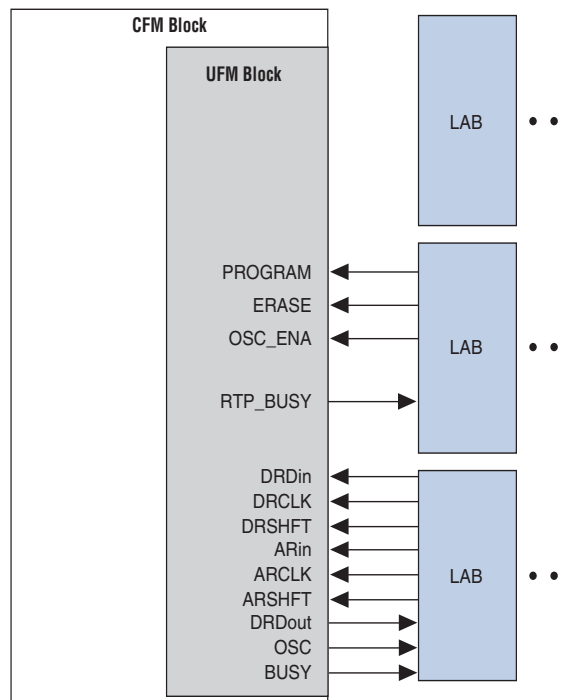 CFM Block
UFM Block
LAB
PROGRAM
ERASE
OSC_ENA
LAB
RTP_BUSY
DRDin
DRCLK
DRSHFT
ARin
ARCLK
LAB
ARSHFT
DRDout
OSC
BUSY